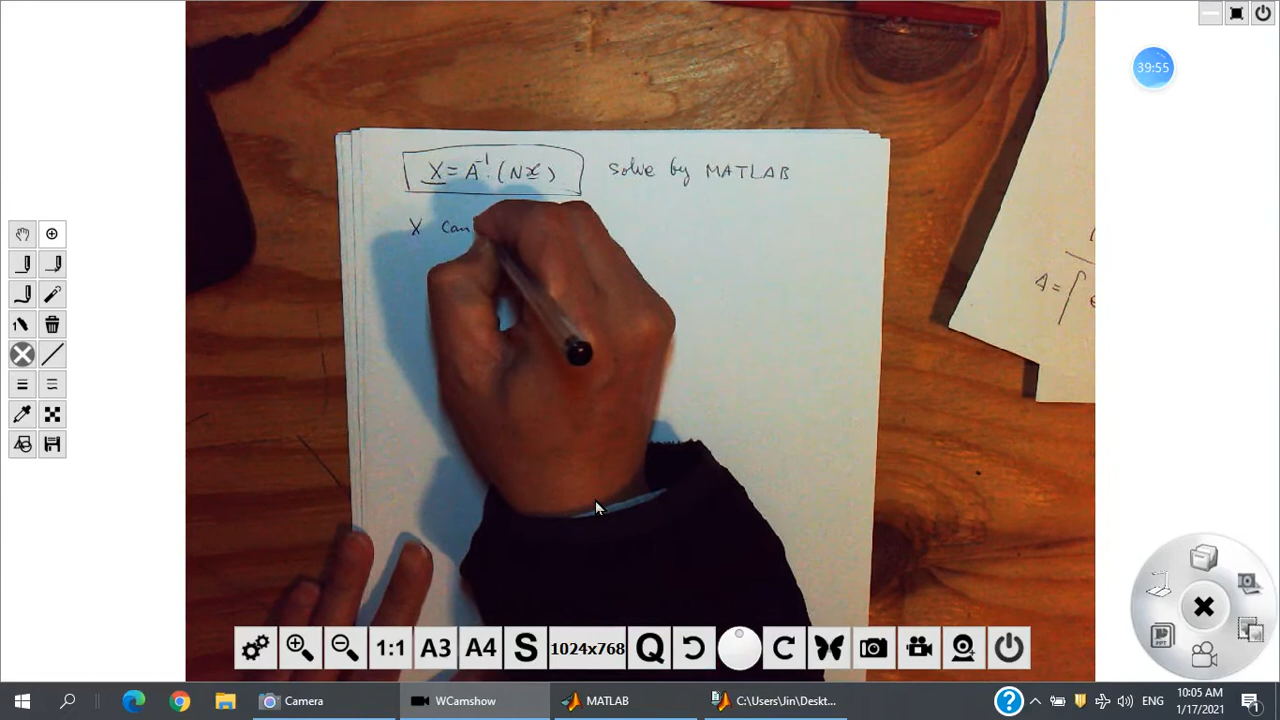 39:55
X = A⁻¹ · (Nx) solve by MATLAB
X Can
A = ∫
1:1 A3 A4 S 1024x768 Q
PPT
Camera WCamshow MATLAB C:\Users\Jin\Deskt... ENG 10:05 AM
1/17/2021